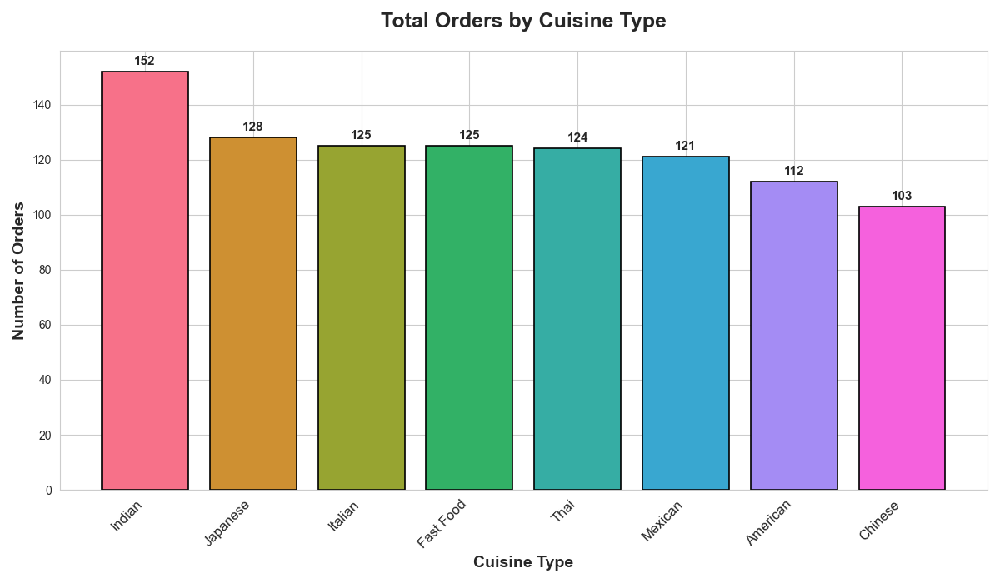 Total Orders by Cuisine Type
Number of Orders
140
120
100
80
60
40
20
0
152
128
125
125
124
121
112
103
Indian
Japanese
Italian
Fast Food
Thai
Mexican
American
Chinese
Cuisine Type